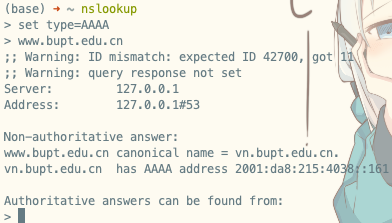 (base) ➜ ~ nslookup
> set type=AAAA
> www.bupt.edu.cn
;; Warning: ID mismatch: expected ID 42700, got 11
;; Warning: query response not set
Server: 127.0.0.1
Address: 127.0.0.1#53
Non-authoritative answer:
www.bupt.edu.cn canonical name = vn.bupt.edu.cn.
vn.bupt.edu.cn has AAAA address 2001:da8:215:4038::161
Authoritative answers can be found from:
>